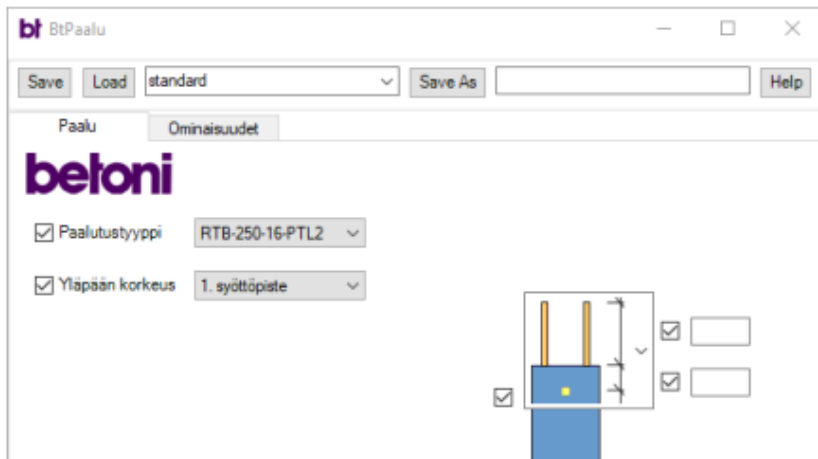 bt BtPaalu
Save Load standard Save As Help
Paalu Ominaisuudet
betoni
Paalutustyyppi RTB-250-16-PTL2
Yläpään korkeus 1. syöttöpiste